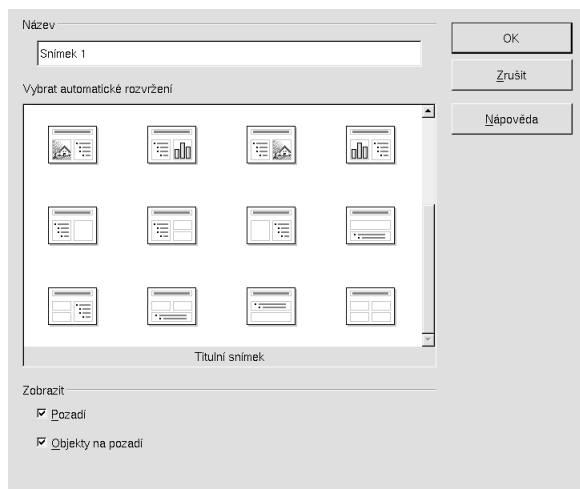 Název
Snímek 1
Vybrat automatické rozvržení
Titulní snímek
Zobrazit
Pozadí
Objekty na pozadí
OK
Zrušit
Nápověda